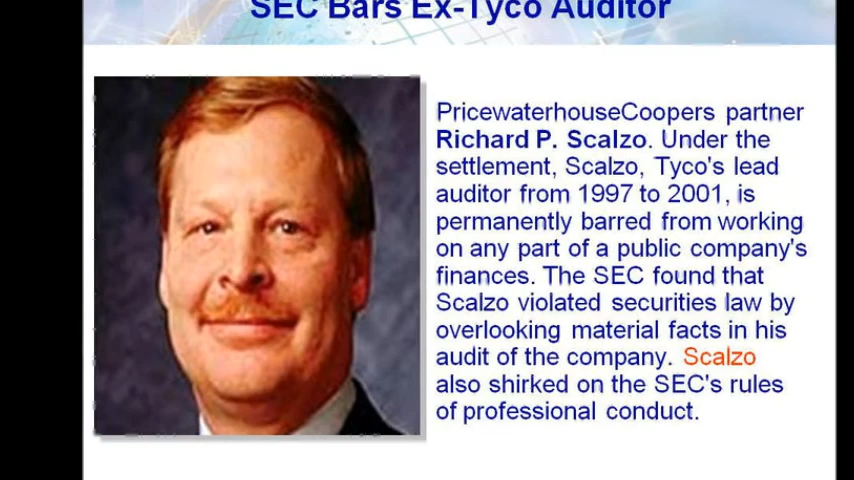 SEC Bars Ex-Tyco Auditor
PricewaterhouseCoopers partner
Richard P. Scalzo. Under the
settlement, Scalzo, Tyco's lead
auditor from 1997 to 2001, is
permanently barred from working
on any part of a public company's
finances. The SEC found that
Scalzo violated securities law by
overlooking material facts in his
audit of the company. Scalzo
also shirked on the SEC's rules
of professional conduct.